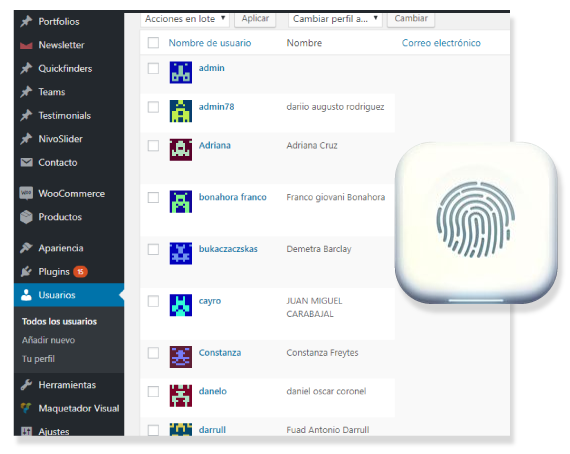 Portfolios
Newsletter
Quickfinders
Teams
Testimonials
NivoSlider
Contacto
WooCommerce
Productos
Apariencia
Plugins 15
Usuarios
Todos los usuarios
Añadir nuevo
Tu perfil
Herramientas
Maquetador Visual
Ajustes
Acciones en lote Aplicar Cambiar perfil a... Cambiar
Nombre de usuario Nombre Correo electrónico
admin
admin78 dariio augusto rodriguez
Adriana Adriana Cruz
bonahora franco Franco giovani Bonahora
bukaczaczskas Demetra Barclay
cayro JUAN MIGUEL
CARABAJAL
Constanza Constanza Freytes
danelo daniel oscar coronel
darrull Fuad Antonio Darrull